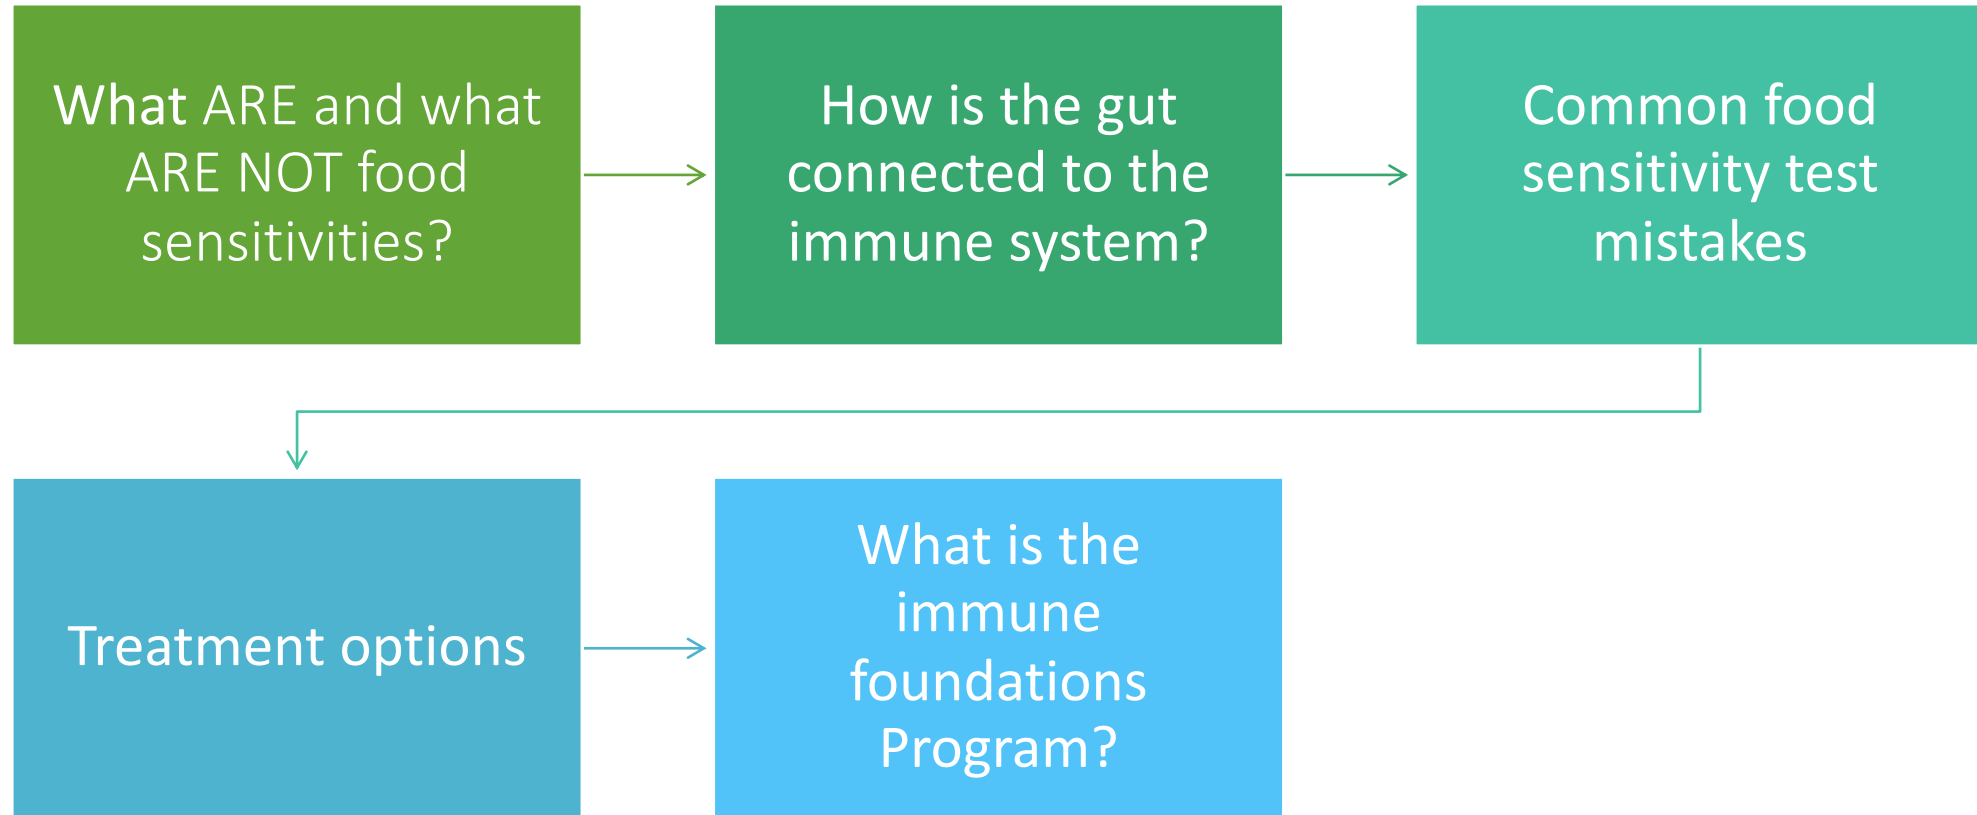 What ARE and what
ARE NOT food
sensitivities?
How is the gut
connected to the
immune system?
Common food
sensitivity test
mistakes
Treatment options
What is the
immune
foundations
Program?